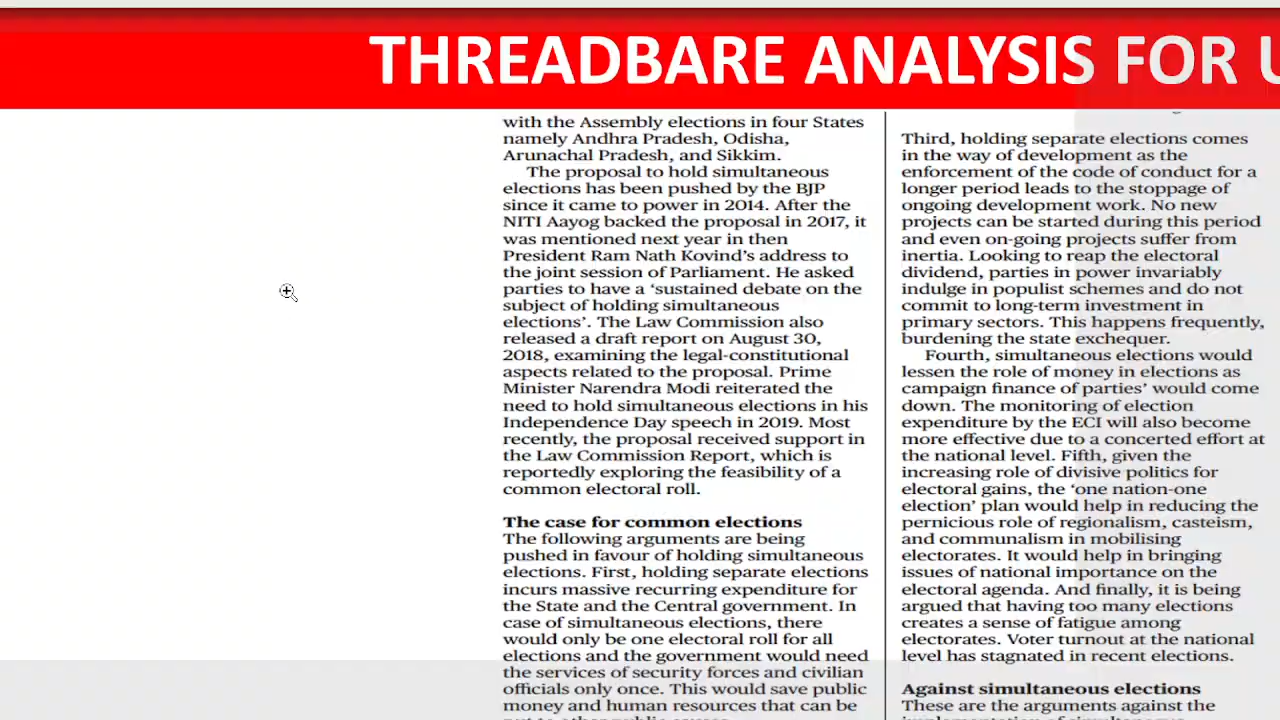 THREADBARE ANALYSIS FOR U
with the Assembly elections in four States
namely Andhra Pradesh, Odisha,
Arunachal Pradesh, and Sikkim.
The proposal to hold simultaneous
elections has been pushed by the BJP
since it came to power in 2014. After the
NITI Aayog backed the proposal in 2017, it
was mentioned next year in then
President Ram Nath Kovind’s address to
the joint session of Parliament. He asked
parties to have a ‘sustained debate on the
subject of holding simultaneous
elections’. The Law Commission also
released a draft report on August 30,
2018, examining the legal-constitutional
aspects related to the proposal. Prime
Minister Narendra Modi reiterated the
need to hold simultaneous elections in his
Independence Day speech in 2019. Most
recently, the proposal received support in
the Law Commission Report, which is
reportedly exploring the feasibility of a
common electoral roll.
The case for common elections
The following arguments are being
pushed in favour of holding simultaneous
elections. First, holding separate elections
incurs massive recurring expenditure for
the State and the Central government. In
case of simultaneous elections, there
would only be one electoral roll for all
elections and the government would need
the services of security forces and civilian
officials only once. This would save public
money and human resources that can be
Third, holding separate elections comes
in the way of development as the
enforcement of the code of conduct for a
longer period leads to the stoppage of
ongoing development work. No new
projects can be started during this period
and even on-going projects suffer from
inertia. Looking to reap the electoral
dividend, parties in power invariably
indulge in populist schemes and do not
commit to long-term investment in
primary sectors. This happens frequently,
burdening the state exchequer.
Fourth, simultaneous elections would
lessen the role of money in elections as
campaign finance of parties’ would come
down. The monitoring of election
expenditure by the ECI will also become
more effective due to a concerted effort at
the national level. Fifth, given the
increasing role of divisive politics for
electoral gains, the ‘one nation-one
election’ plan would help in reducing the
pernicious role of regionalism, casteism,
and communalism in mobilising
electorates. It would help in bringing
issues of national importance on the
electoral agenda. And finally, it is being
argued that having too many elections
creates a sense of fatigue among
electorates. Voter turnout at the national
level has stagnated in recent elections.
Against simultaneous elections
These are the arguments against the